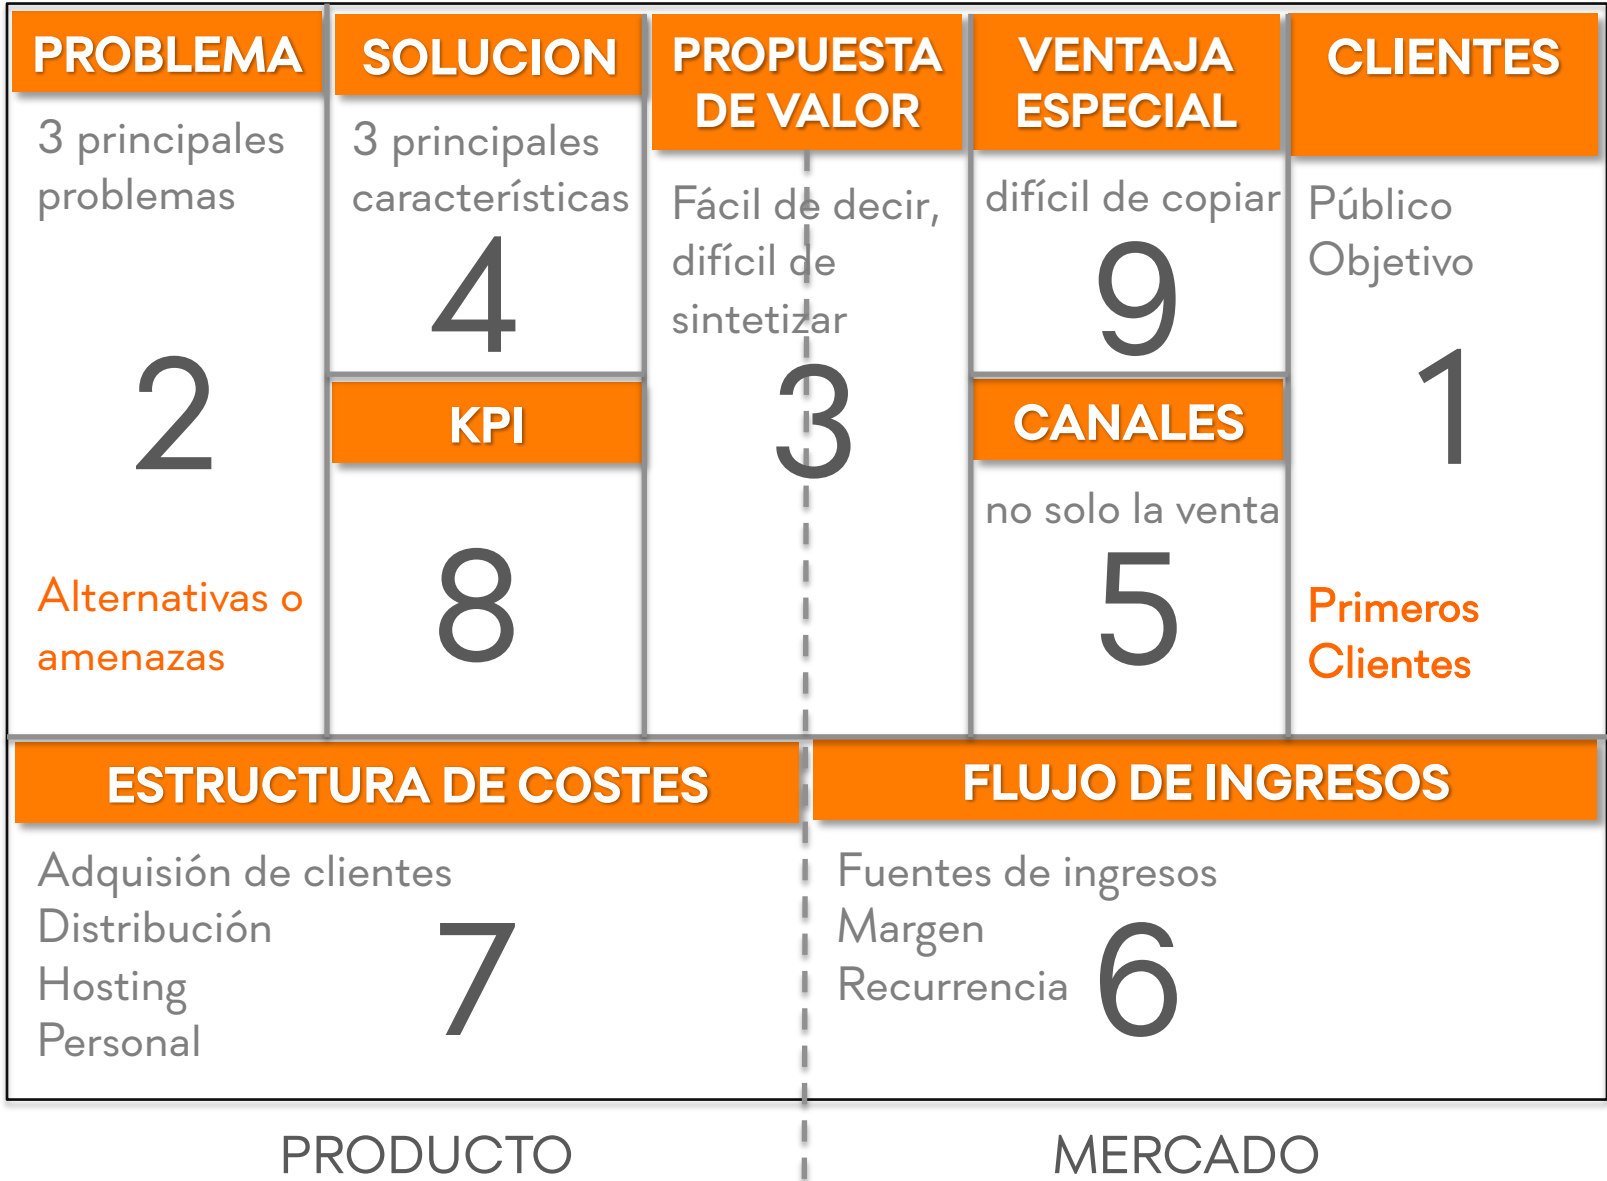 PROBLEMA
3 principales
problemas
2
Alternativas o
amenazas
SOLUCION
3 principales
características
4
KPI
8
PROPUESTA
DE VALOR
Fácil de decir,
difícil de
sintetizar
3
VENTAJA
ESPECIAL
difícil de copiar
9
CANALES
no solo la venta
5
CLIENTES
Público
Objetivo
1
Primeros
Clientes
ESTRUCTURA DE COSTES
Adquisión de clientes
Distribución
Hosting
Personal
7
FLUJO DE INGRESOS
Fuentes de ingresos
Margen
Recurrencia
6
PRODUCTO
MERCADO